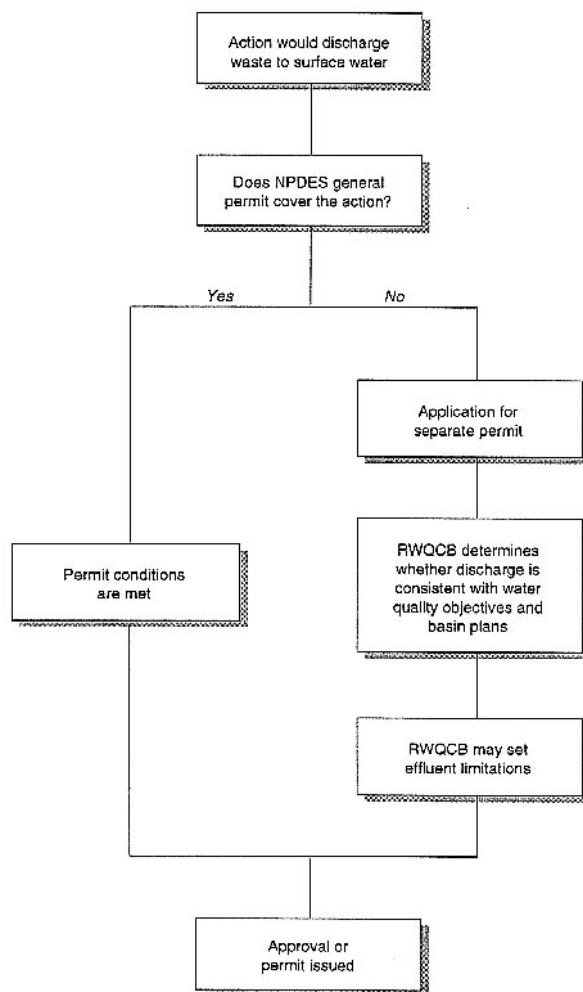 Action would discharge
waste to surface water
Does NPDES general
permit cover the action?
Yes
No
Application for
separate permit
Permit conditions
are met
RWQCB determines
whether discharge is
consistent with water
quality objectives and
basin plans
RWQCB may set
effluent limitations
Approval or
permit issued